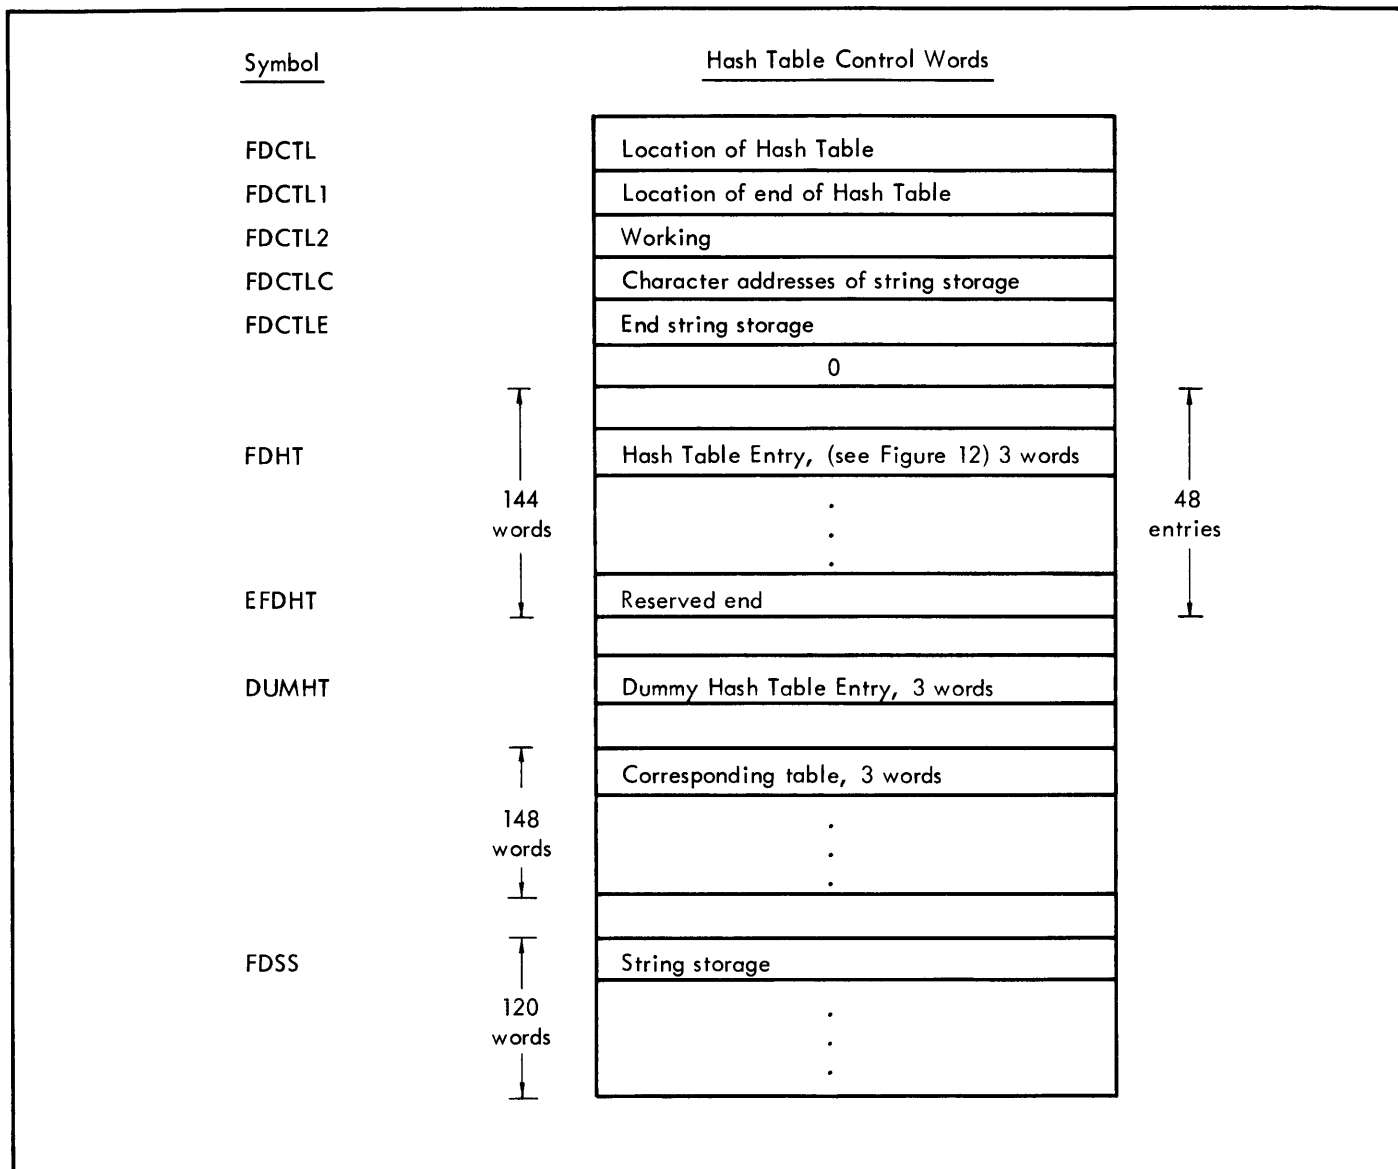 Symbol Hash Table Control Words
FDCTL Location of Hash Table
FDCTL1 Location of end of Hash Table
FDCTL2 Working
FDCTLC Character addresses of string storage
FDCTLE End string storage
0
FDHT Hash Table Entry, (see Figure 12) 3 words
144 words
.
.
.
48 entries
EFDHT Reserved end
DUMHT Dummy Hash Table Entry, 3 words
Corresponding table, 3 words
148 words
.
.
.
FDSS String storage
120 words
.
.
.